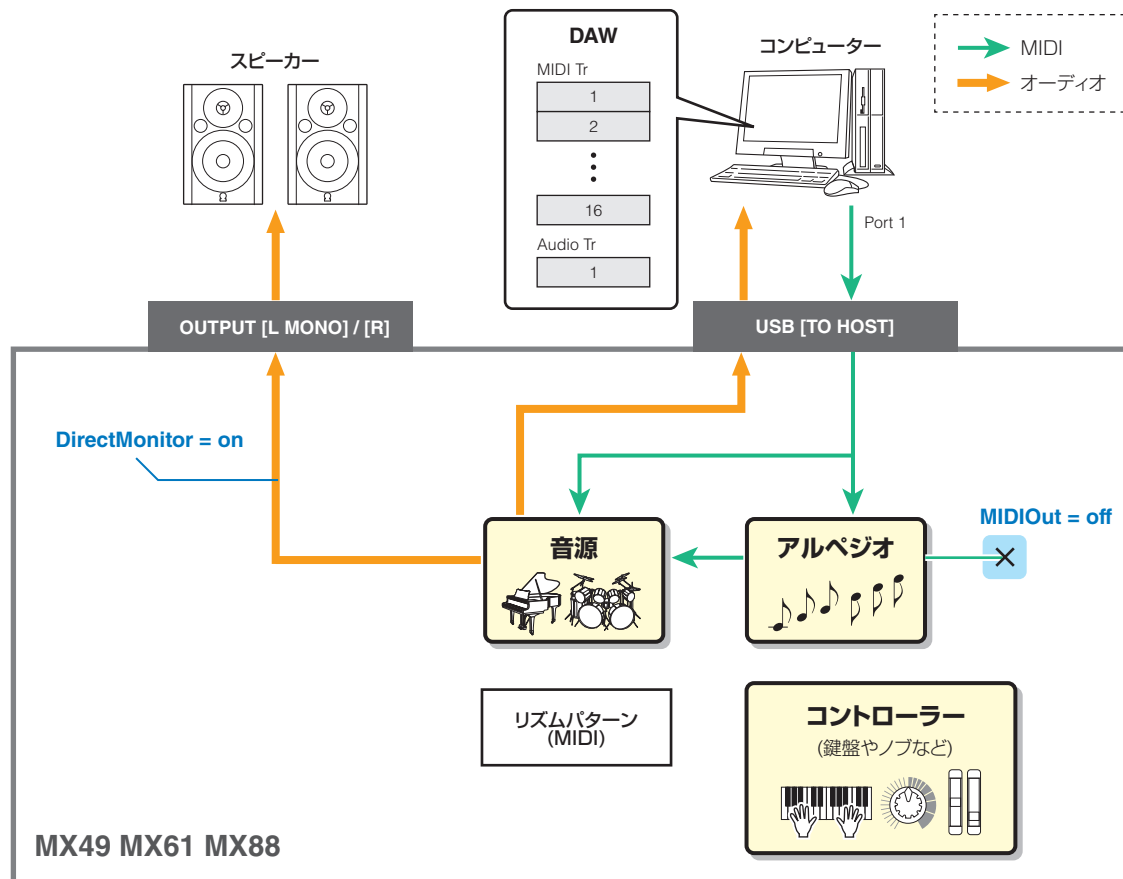 スピーカー
DAW
MIDI Tr
1
2
16
Audio Tr
1
コンピューター
MIDI
オーディオ
Port 1
OUTPUT [L MONO] / [R]
USB [TO HOST]
DirectMonitor = on
音源
アルペジオ
MIDIOut = off
リズムパターン
(MIDI)
コントローラー
(鍵盤やノブなど)
MX49 MX61 MX88